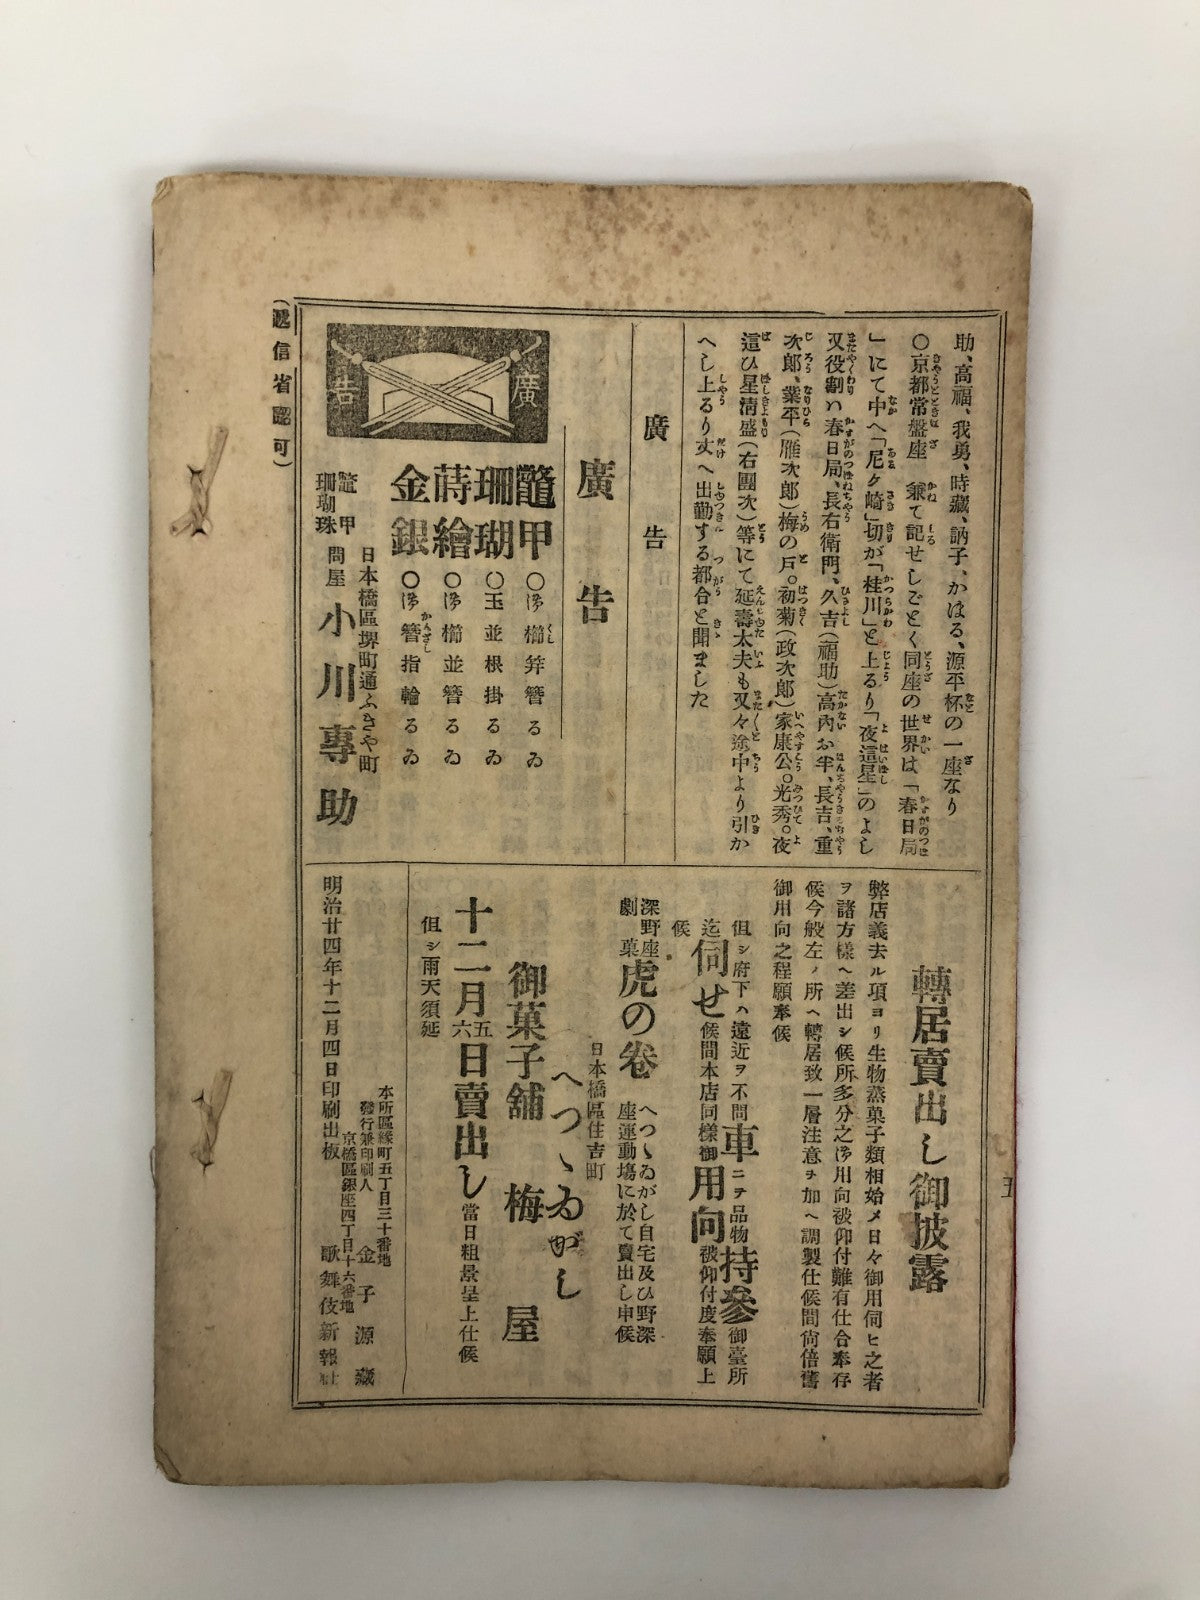 助、高福、我勇、時藏、訥子、かほる、源平杯の一座なり
〇京都常盤座 兼て記せしごとく同座の世界は「春日局
」にて中へ「尼ケ崎」切が「桂川」と上るり「夜這星」のよし
又役割ハ春日局、長右衛門、久吉(福助)高内お半、長吉、重
次郎、業平(雁次郎)梅の戸。初菊(政次郎)家康公。光秀。夜
這ひ星清盛(右團次)等にて延壽太夫も又々途中より引か
へし上るり丈へ出勤する都合と聞ました
廣告
廣告
鼈甲 〇御櫛笄簪るゐ
珊瑚 〇玉並根掛るゐ
蒔繪 〇御櫛並簪るゐ
金銀 〇御簪指輪るゐ
廣告
日本橋區堺町通ふきや町
鼈甲
珊瑚珠
問屋 小川專助
轉居賣出し御披露
弊店義去ル項ヨリ生物蒸菓子類相始メ日々御用伺ヒ之者
ヲ諸方様ヘ差出シ候所多分之御用向被仰付難有仕合奉存
候今般左ノ所ヘ轉居致一層注意ヲ加ヘ調製仕候間尚倍舊
御用向之程願奉候
但シ府下ハ遠近ヲ不問車ニテ品物持參御臺所
迄伺せ候間本店同様御用向被仰付度奉願上
候
深野座
劇菓
虎の卷
へつゝゐがし自宅及ひ野深
座運動塲に於て賣出し申候
日本橋區住吉町
へつゝゐがし
御菓子舗 梅屋
十二月五六日賣出し當日粗景呈上仕候
但シ雨天須延
本所區緑町五丁目三十番地
發行兼印刷人 金子源藏
京橋區銀座四丁目十六番地
歌舞伎新報社
明治廿四年十二月四日印刷出板
(遞信省認可)
五